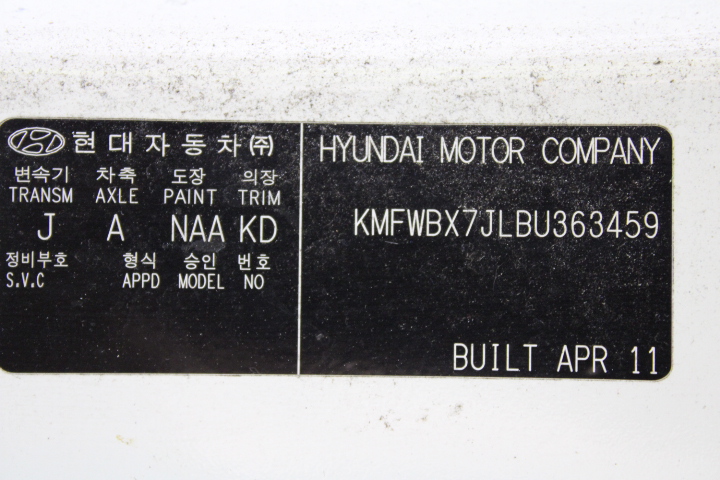 현대자동차㈜
변속기 차축 도장 의장
TRANSM AXLE PAINT TRIM
J A NAA KD
정비부호 형식 승인 번호
S.V.C APPD MODEL NO
HYUNDAI MOTOR COMPANY
KMFWBX7JLBU363459
BUILT APR 11